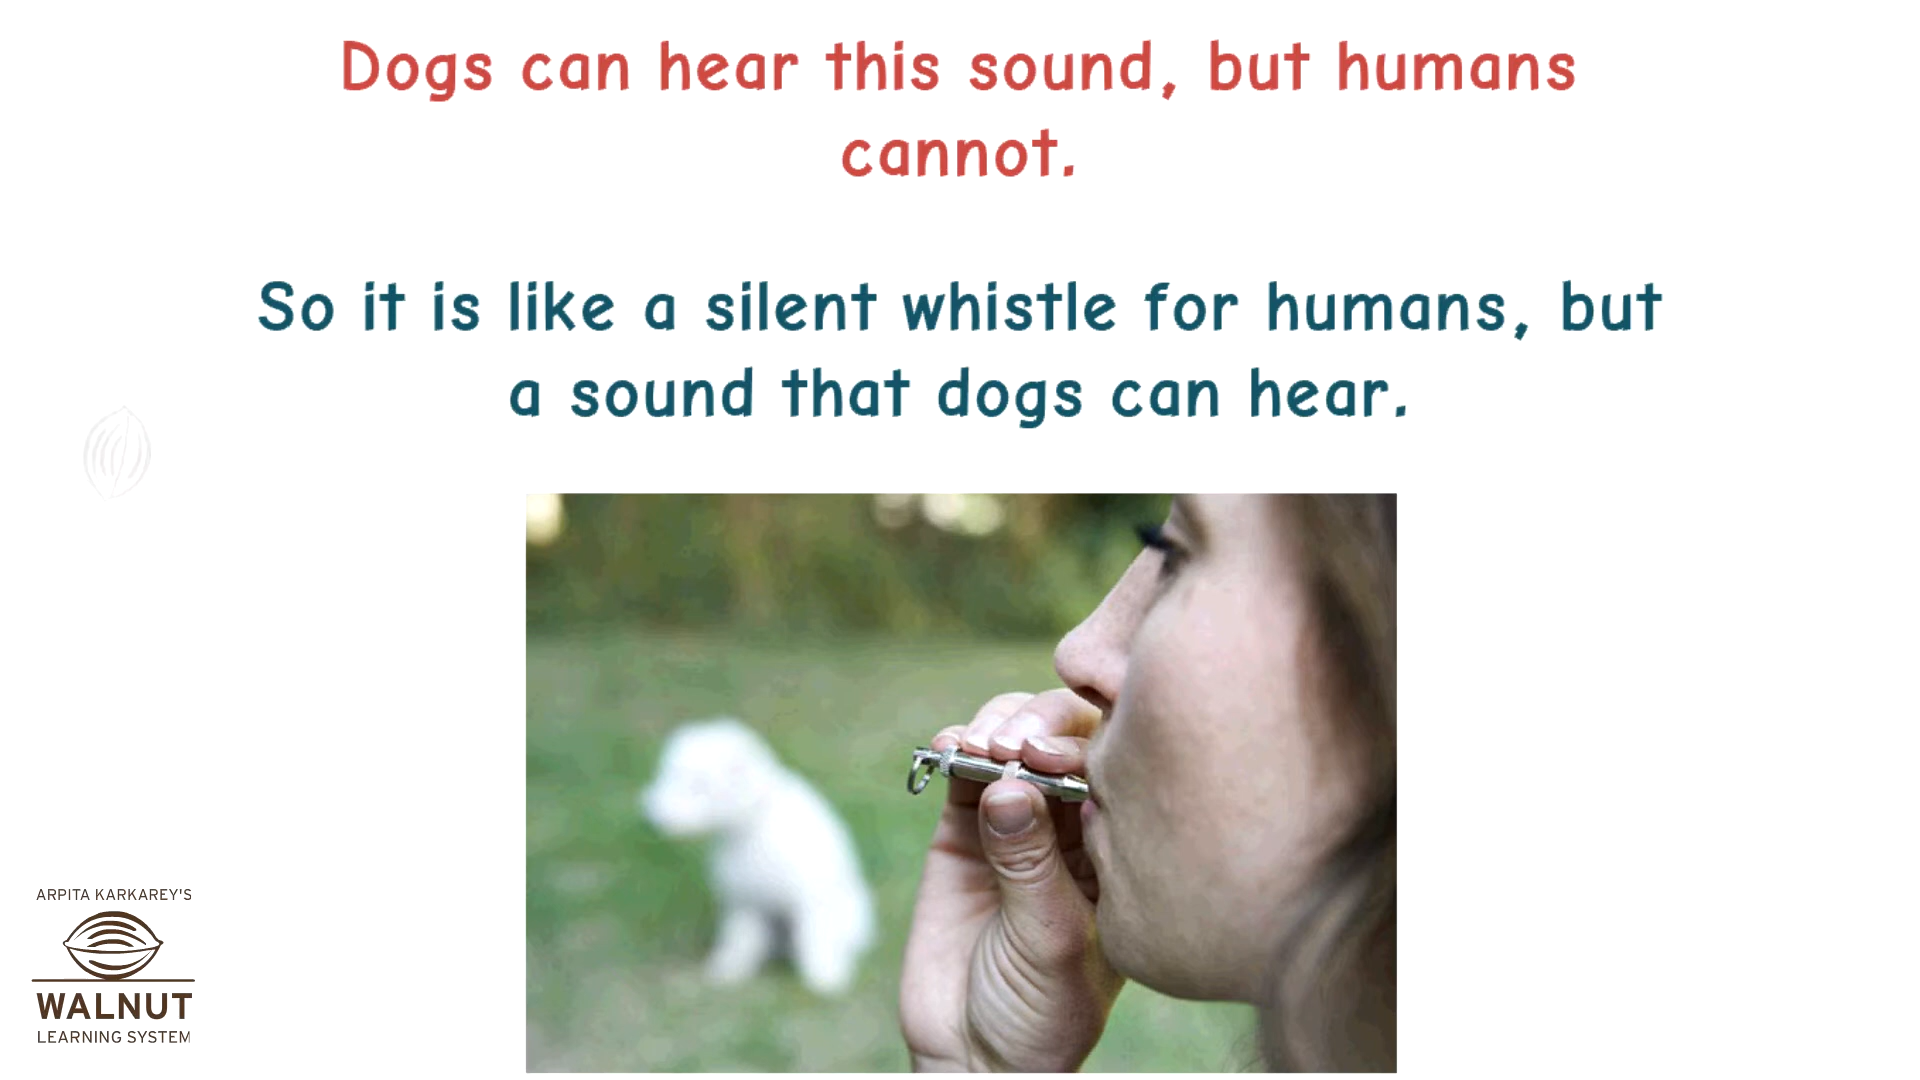 Dogs can hear this sound, but humans
cannot.
So it is like a silent whistle for humans, but
a sound that dogs can hear.
ARPITA KARKAREY'S
WALNUT
LEARNING SYSTEM